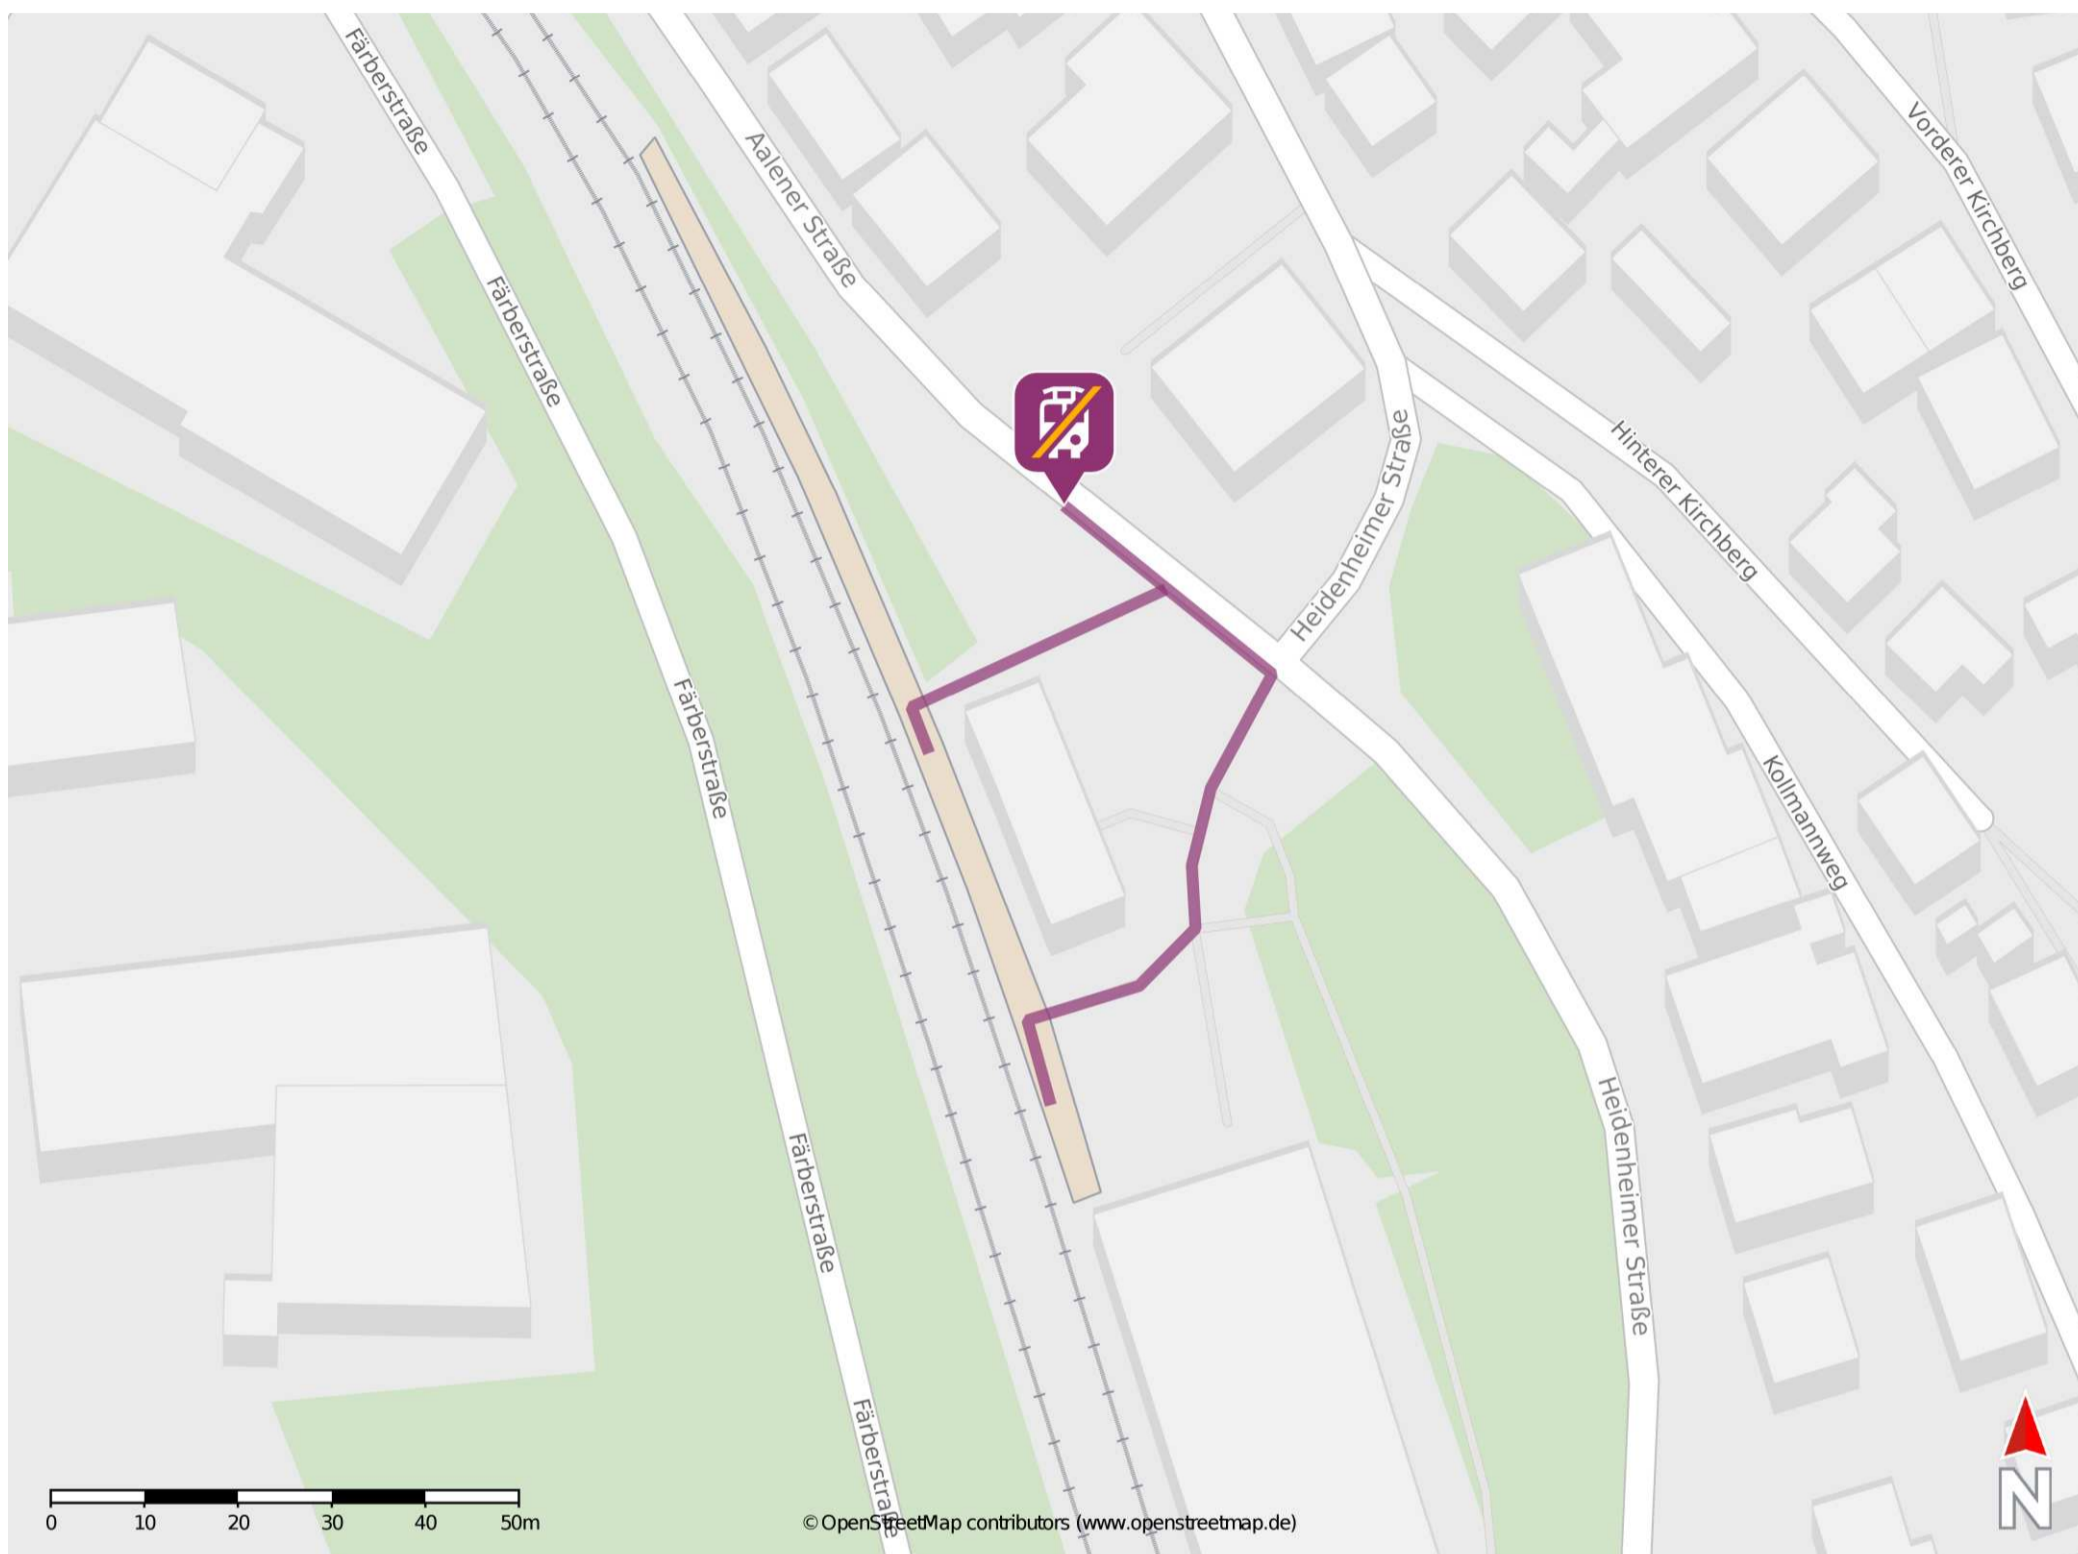 Färberstraße
Aalener Straße
Vorderer Kirchberg
Färberstraße
Heidenheimer Straße
Hinterer Kirchberg
Färberstraße
Kollmannweg
Heidenheimer Straße
Färberstraße
Färberstraße
0 10 20 30 40 50m
© OpenStreetMap contributors (www.openstreetmap.de)
N